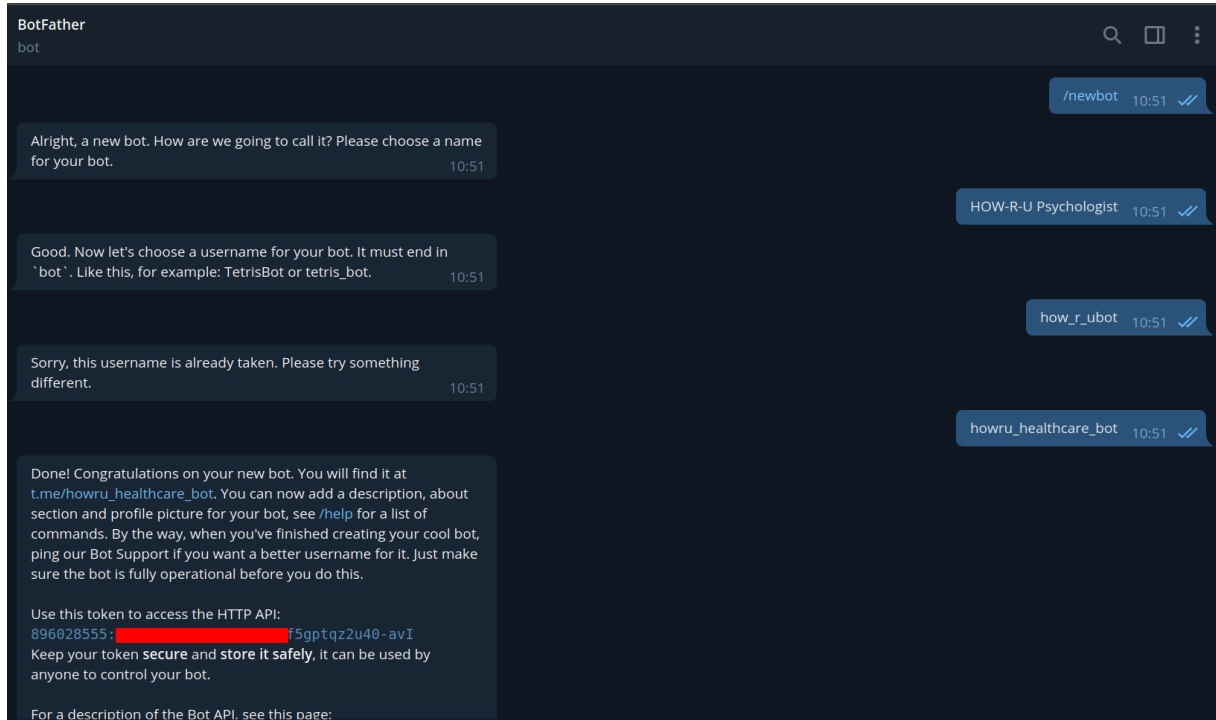 BotFather
bot
/newbot 10:51
Alright, a new bot. How are we going to call it? Please choose a name
for your bot.
10:51
HOW-R-U Psychologist 10:51
Good. Now let's choose a username for your bot. It must end in
`bot`. Like this, for example: TetrisBot or tetris_bot.
10:51
how_r_ubot 10:51
Sorry, this username is already taken. Please try something
different.
10:51
howru_healthcare_bot 10:51
Done! Congratulations on your new bot. You will find it at
t.me/howru_healthcare_bot. You can now add a description, about
section and profile picture for your bot, see /help for a list of
commands. By the way, when you've finished creating your cool bot,
ping our Bot Support if you want a better username for it. Just make
sure the bot is fully operational before you do this.
Use this token to access the HTTP API:
896028555: f5gptqz2u40-avI
Keep your token secure and store it safely, it can be used by
anyone to control your bot.
For a description of the Bot API, see this page: